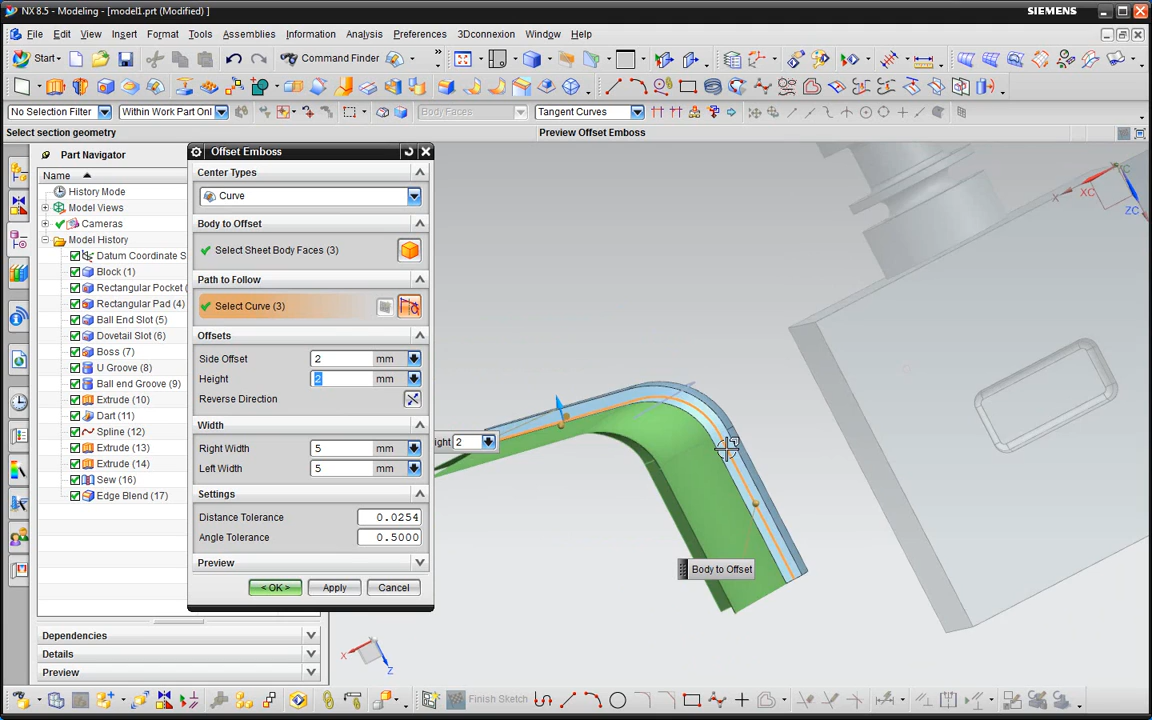 NX 8.5 - Modeling - [model1.prt (Modified) ]
SIEMENS
File Edit View Insert Format Tools Assemblies Information Analysis Preferences 3Dconnexion Window Help
Start
Command Finder
No Selection Filter
Within Work Part Onl
Body Faces
Tangent Curves
Select section geometry
Preview Offset Emboss
Part Navigator
Name
History Mode
Model Views
Cameras
Model History
Datum Coordinate S
Block (1)
Rectangular Pocket
Rectangular Pad (4)
Ball End Slot (5)
Dovetail Slot (6)
Boss (7)
U Groove (8)
Ball end Groove (9)
Extrude (10)
Dart (11)
Spline (12)
Extrude (13)
Extrude (14)
Sew (16)
Edge Blend (17)
Dependencies
Details
Preview
Offset Emboss
Center Types
Curve
Body to Offset
Select Sheet Body Faces (3)
Path to Follow
Select Curve (3)
Offsets
Side Offset 2 mm
Height 2 mm
Reverse Direction
Width
Right Width 5 mm
Left Width 5 mm
Settings
Distance Tolerance 0.0254
Angle Tolerance 0.5000
Preview
< OK > Apply Cancel
ight 2
Body to Offset
X
XC
ZC
X
Z
Finish Sketch